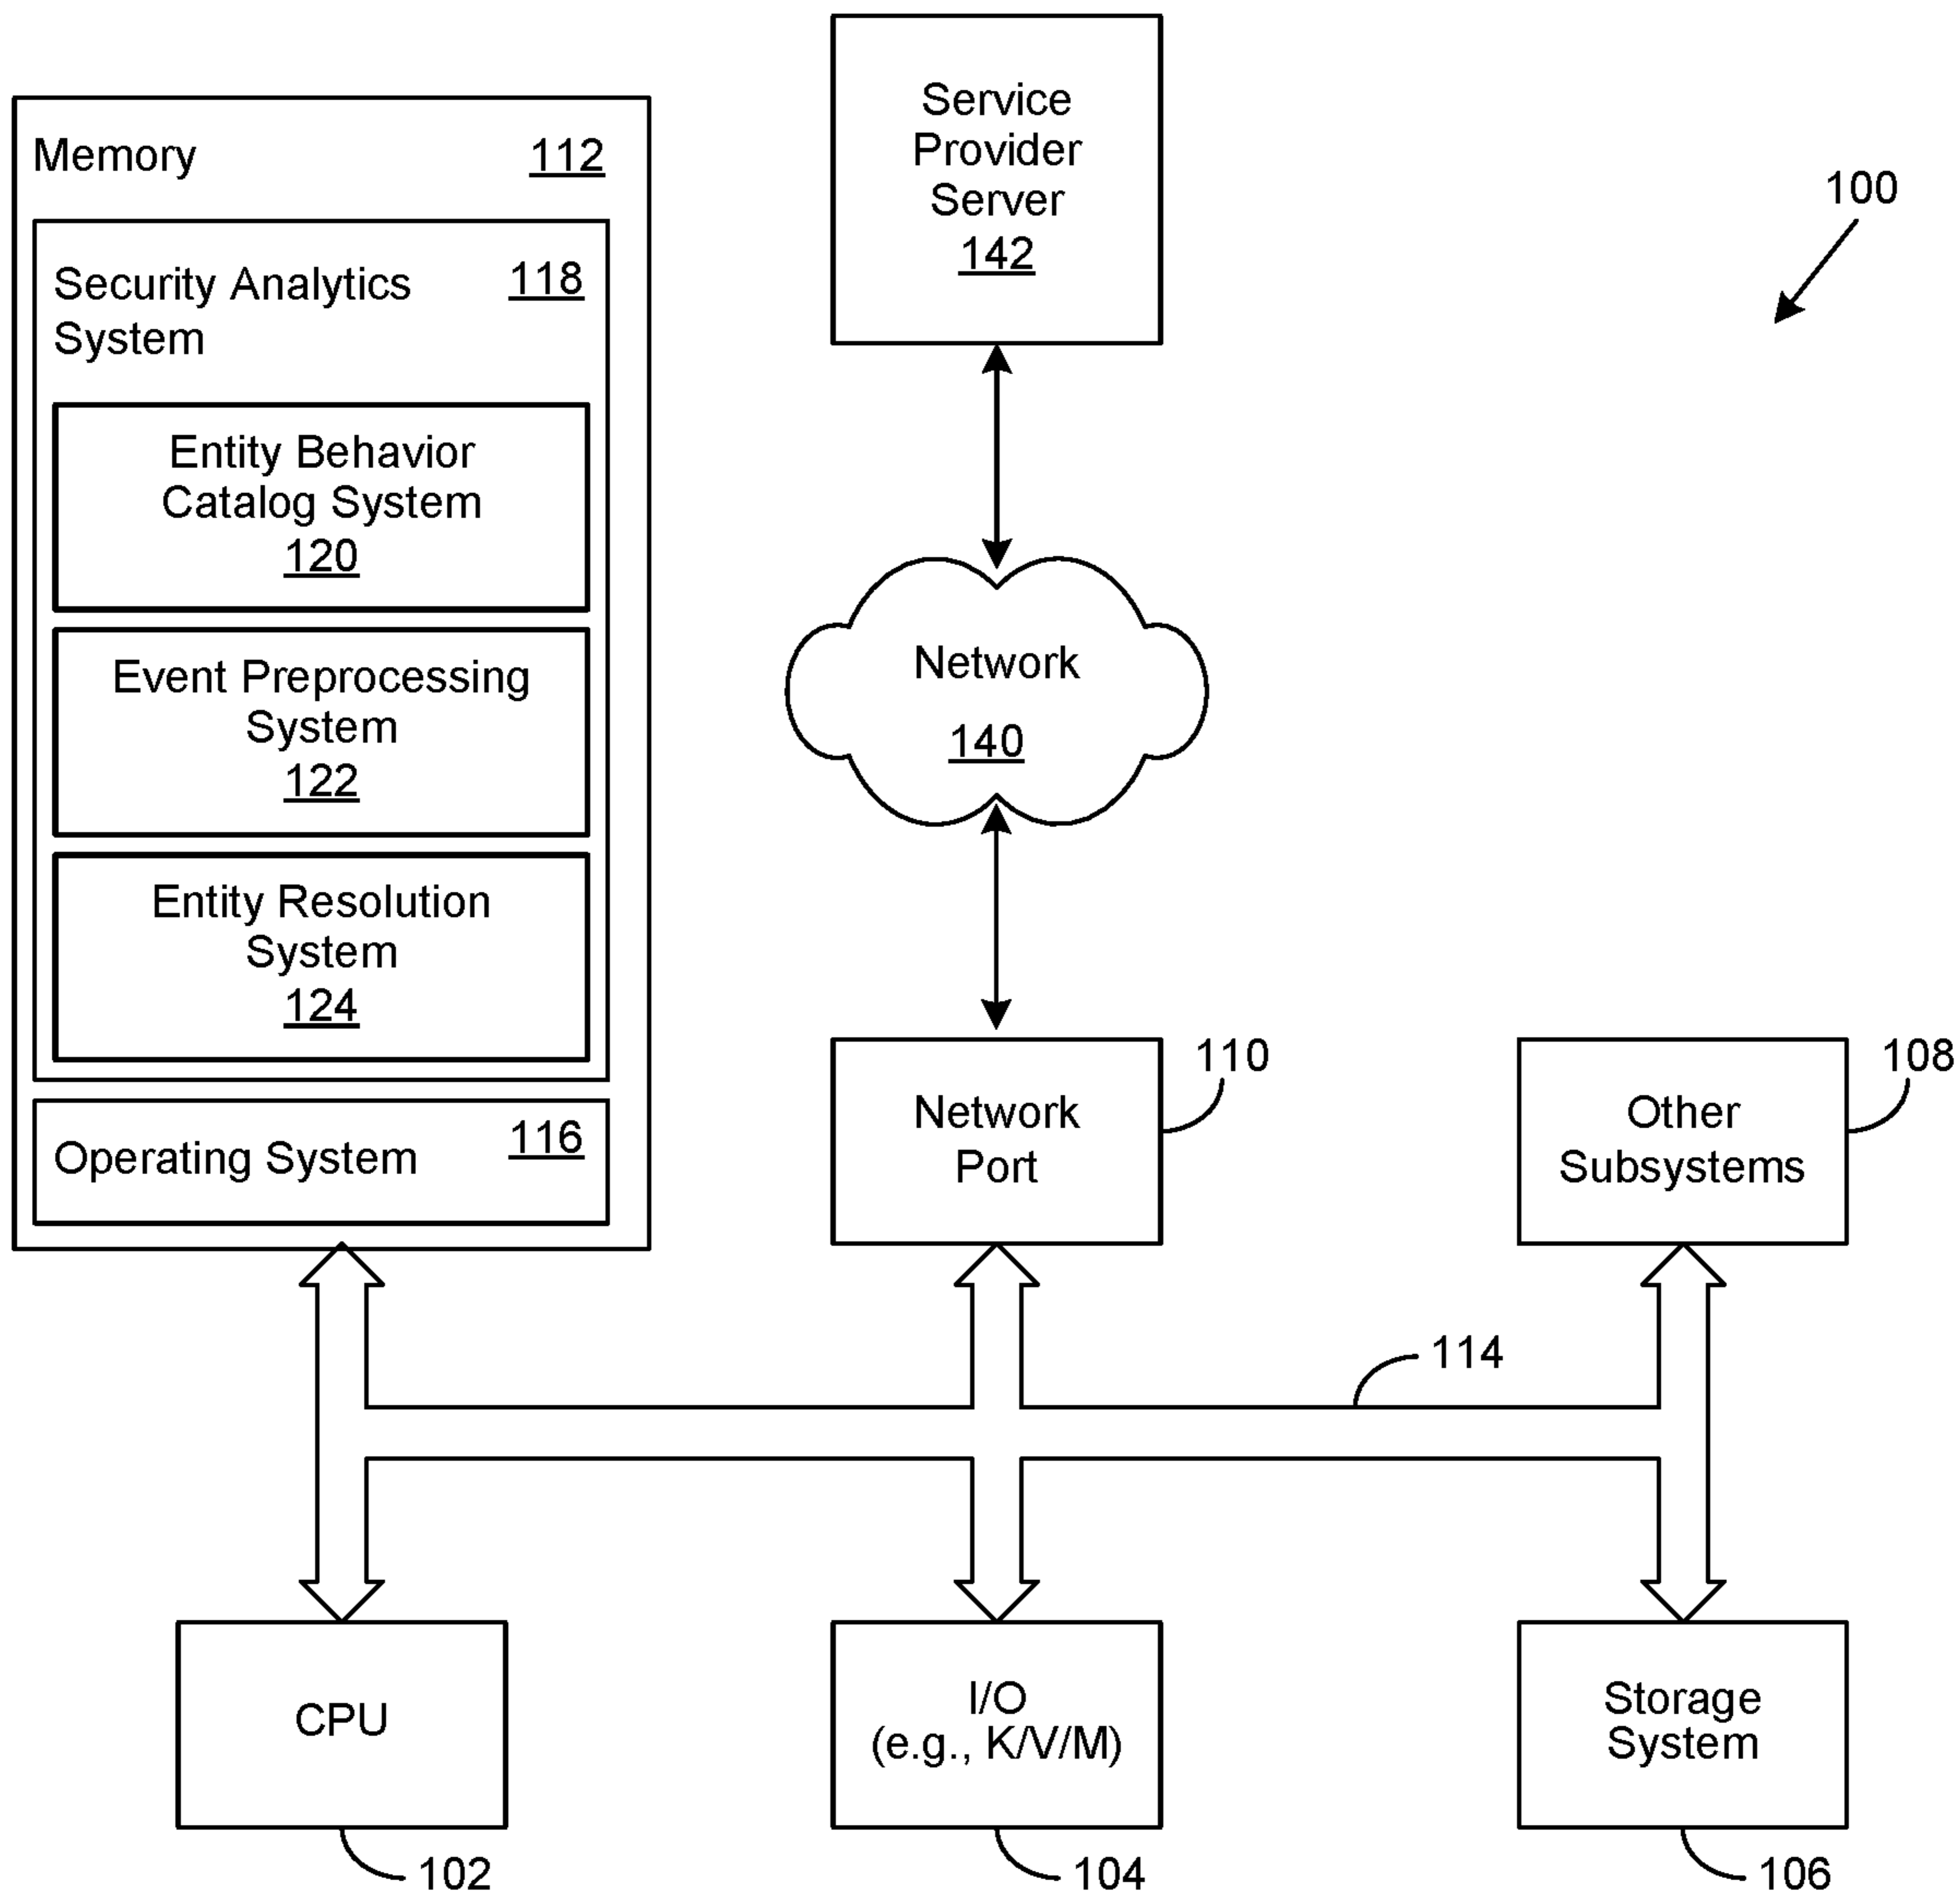 Service
Provider
Server
142
100
Memory 112
Security Analytics 118
System
Entity Behavior
Catalog System
120
Event Preprocessing
System
122
Entity Resolution
System
124
Operating System 116
Network
140
Network
Port
110
Other
Subsystems
108
114
CPU
102
I/O
(e.g., K/V/M)
104
Storage
System
106